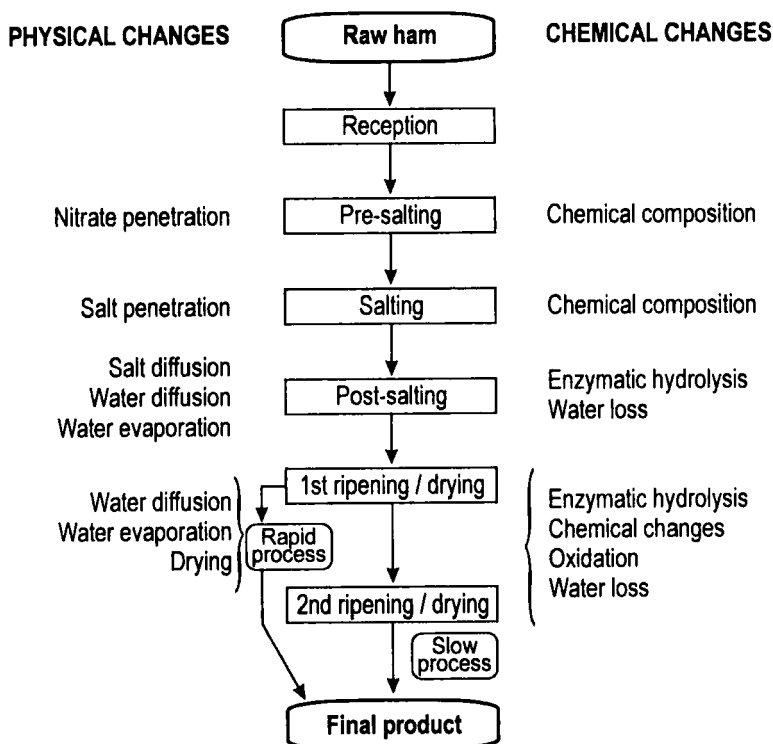 PHYSICAL CHANGES
Raw ham
CHEMICAL CHANGES
Reception
Nitrate penetration
Pre-salting
Chemical composition
Salt penetration
Salting
Chemical composition
Salt diffusion
Water diffusion
Water evaporation
Post-salting
Enzymatic hydrolysis
Water loss
1st ripening / drying
Water diffusion
Water evaporation
Drying
Rapid
process
Enzymatic hydrolysis
Chemical changes
Oxidation
Water loss
2nd ripening / drying
Slow
process
Final product